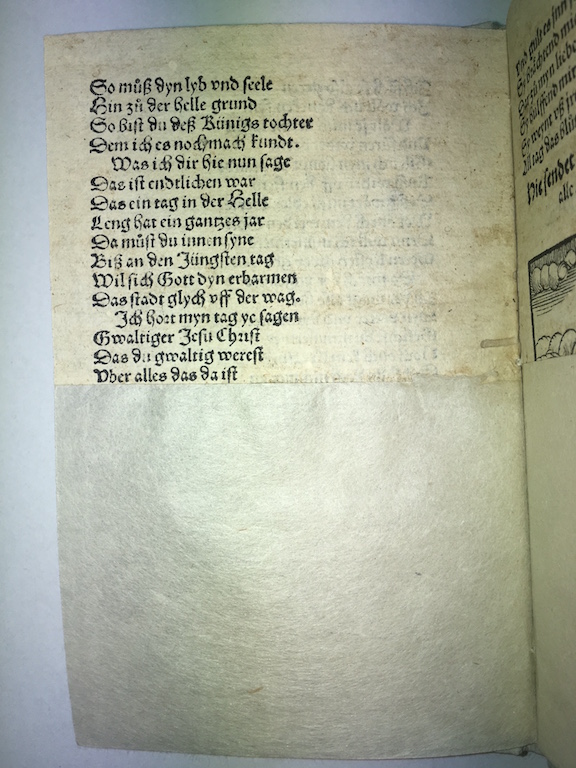 So müß dyn lyb vnd seele
Hin zů der helle grund
So bist du deß Künigs tochter
Dem ich es noch mach kundt.
Was ich dir hie nun sage
Das ist endtlichen war
Das ein tag in der Helle
Leng hat ein gantzes jar
Da můst du innen syne
Biß an den Jüngsten tag
Wil sich Gott dyn erbarmen
Das stadt glych vff der wag.
Ich hort myn tag ye sagen
Gwaltiger Jesu Christ
Das du gwaltig werest
Vber alles das da ist
Hie sendet
alle